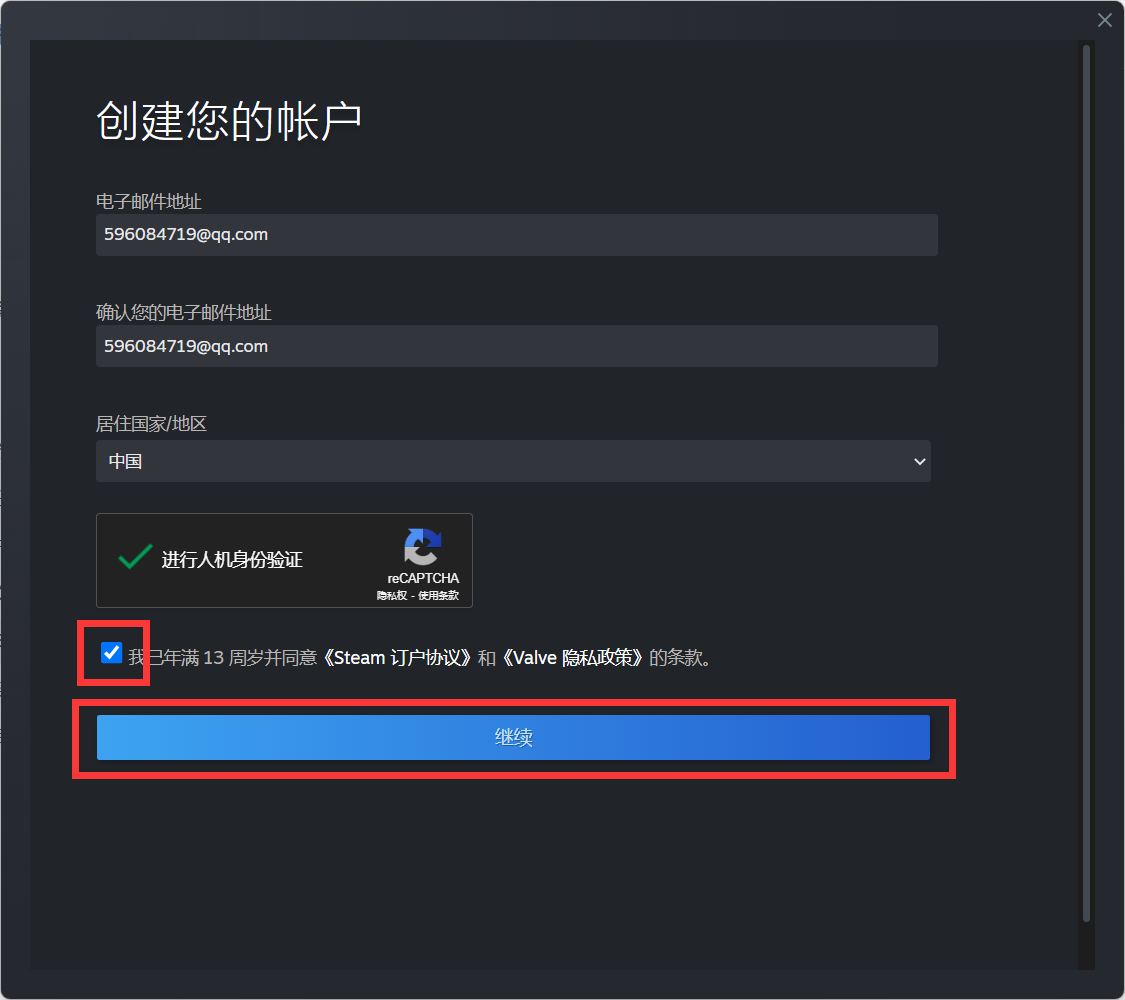 创建您的帐户
电子邮件地址
596084719@qq.com
确认您的电子邮件地址
596084719@qq.com
居住国家/地区
中国
进行人机身份验证
reCAPTCHA
隐私权 - 使用条款
我已年满 13 周岁并同意《Steam 订户协议》和《Valve 隐私政策》的条款。
继续